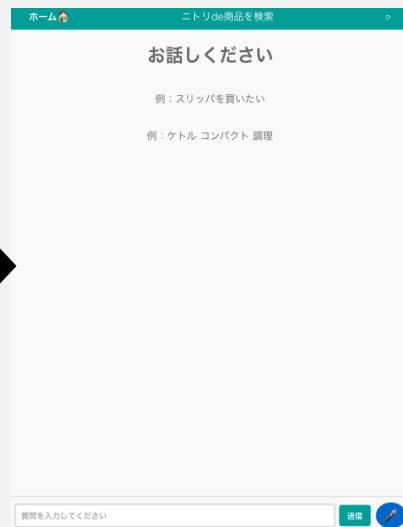 ホーム🏠 ニトリde商品を検索 ⟳
お話しください
例：スリッパを買いたい
例：ケトル コンパクト 調理
質問を入力してください 送信 🎤